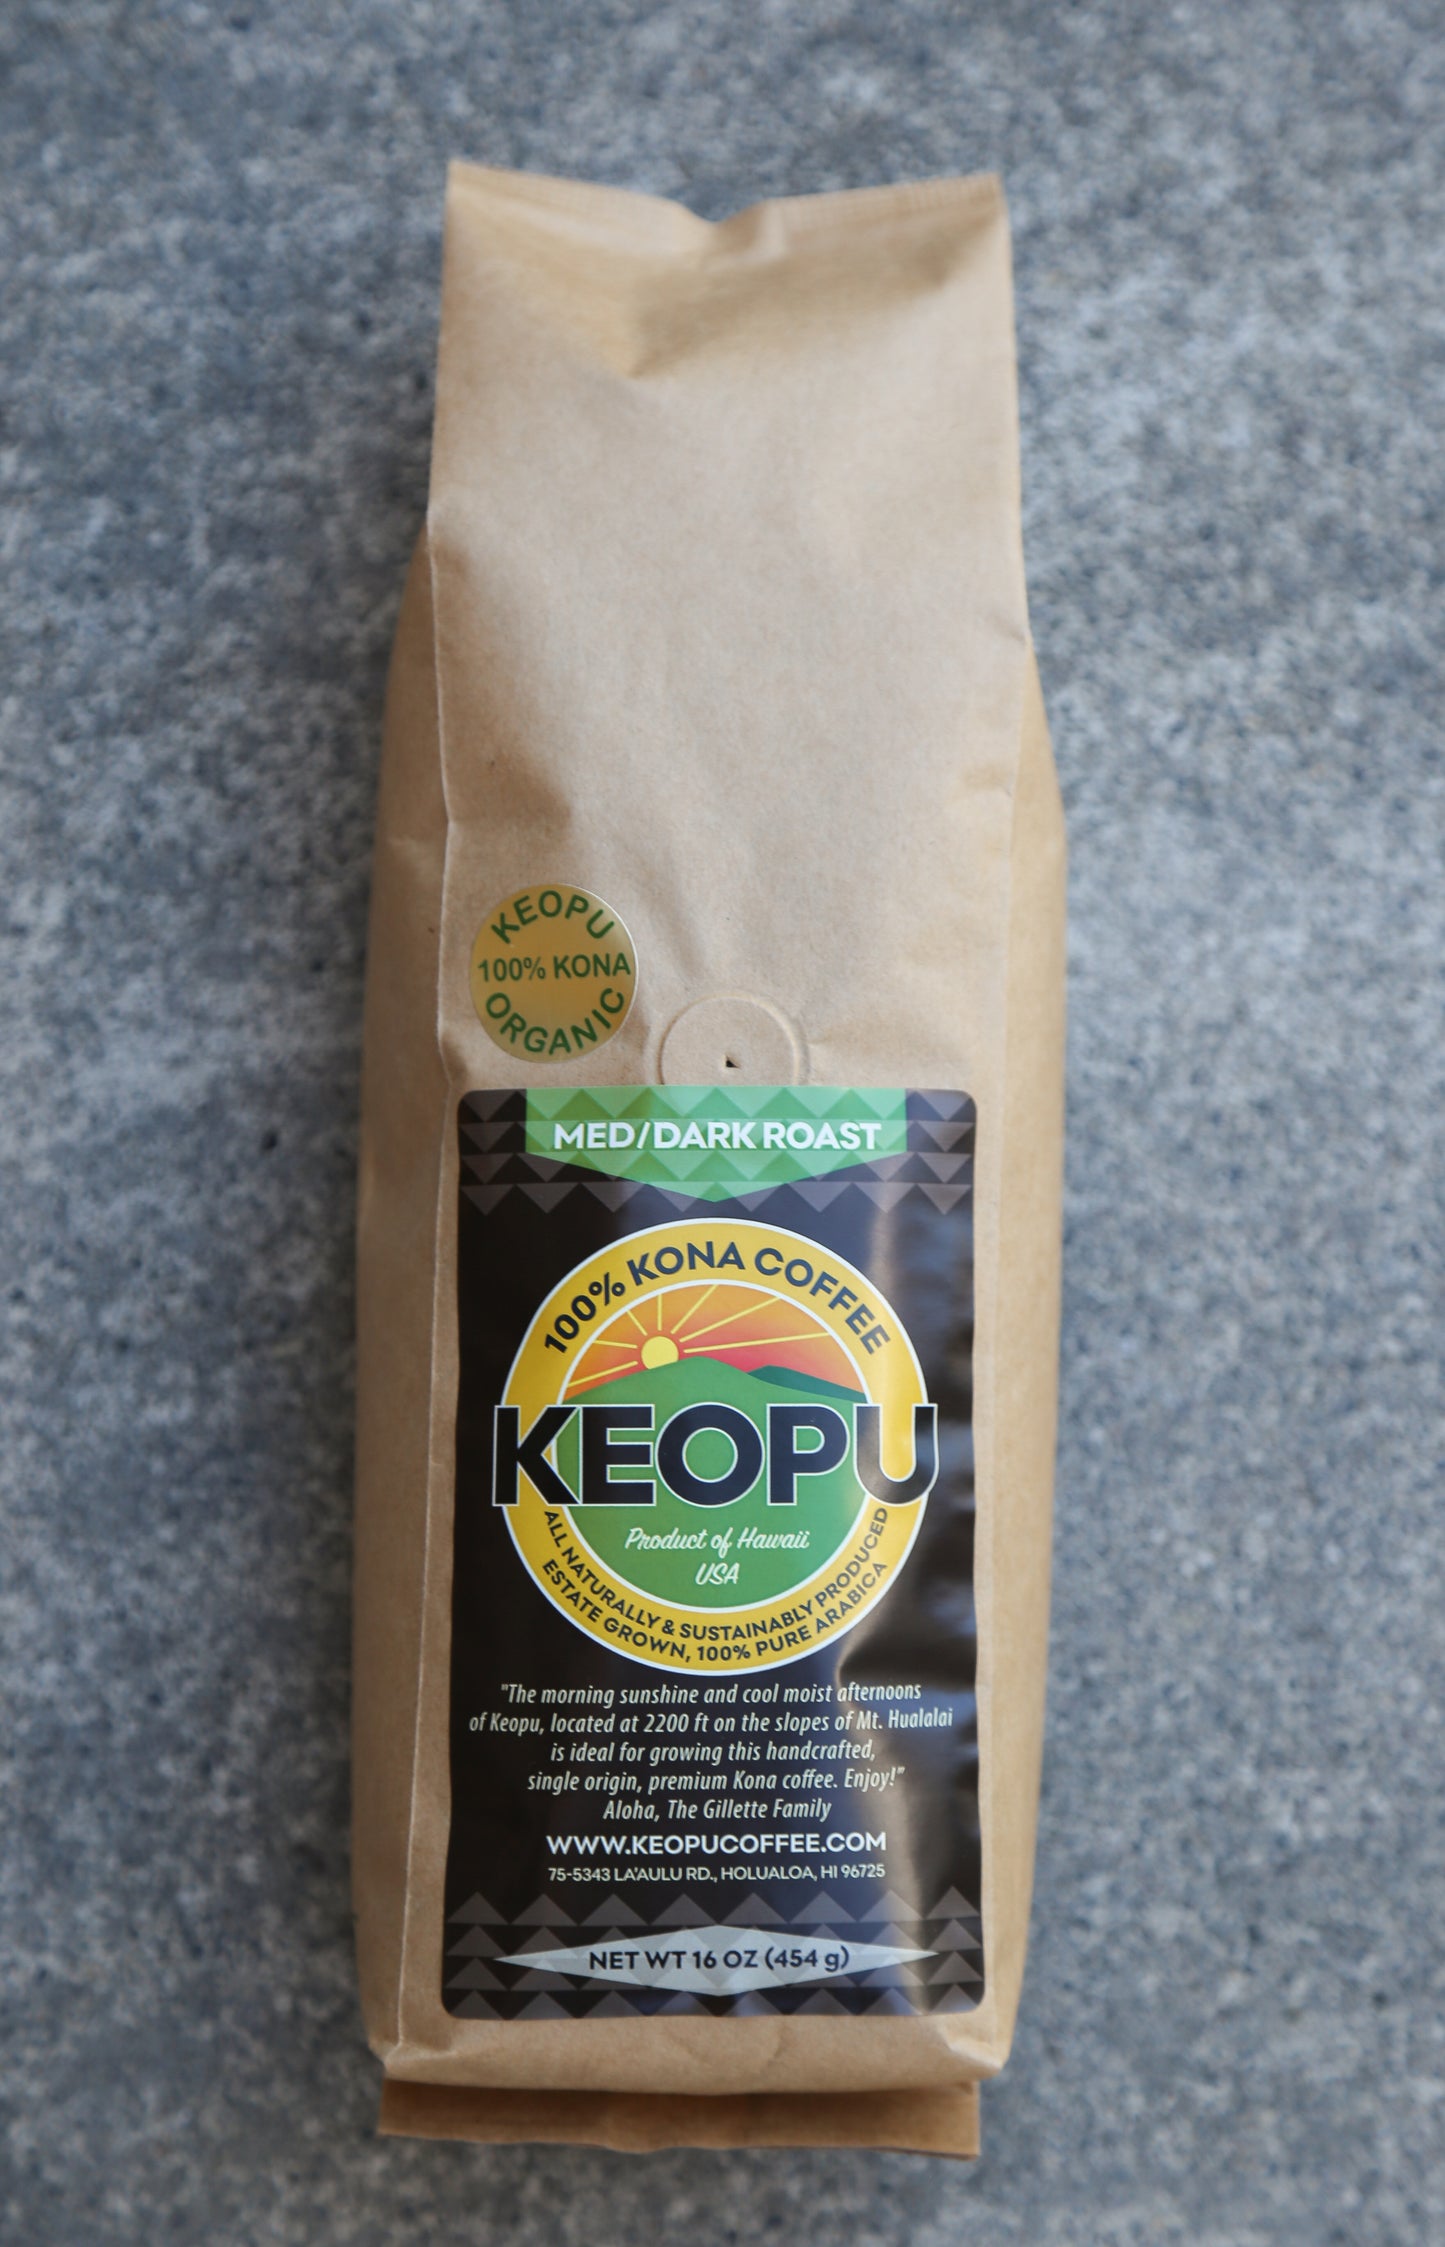 KEOPU
100% KONA
ORGANIC
MED/DARK ROAST
100% KONA COFFEE
KEOPU
Product of Hawaii
USA
ALL NATURALLY & SUSTAINABLY PRODUCED
ESTATE GROWN, 100% PURE ARABICA
"The morning sunshine and cool moist afternoons
of Keopu, located at 2200 ft on the slopes of Mt. Hualalai
is ideal for growing this handcrafted,
single origin, premium Kona coffee. Enjoy!"
Aloha, The Gillette Family
WWW.KEOPUCOFFEE.COM
75-5343 LA'AULU RD., HOLUALOA, HI 96725
NET WT 16 OZ (454 g)